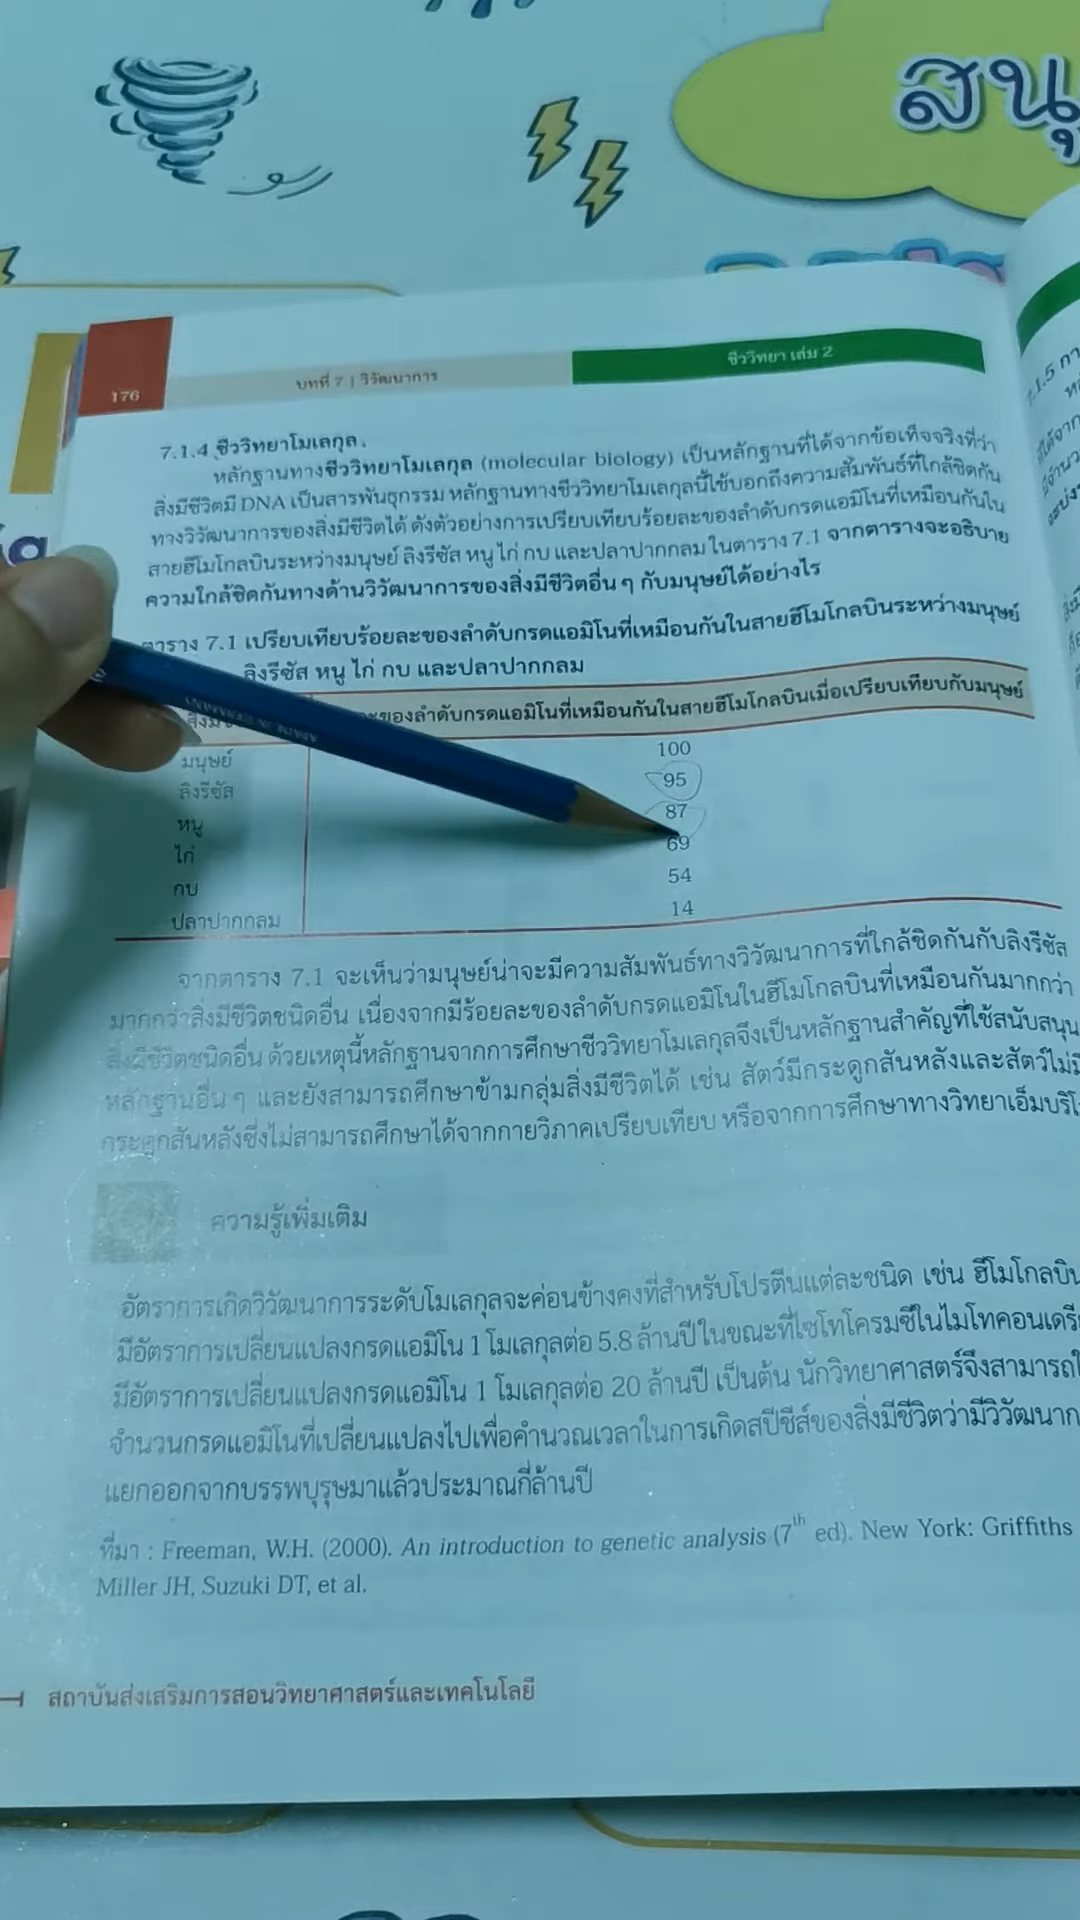 สนุ
176
บทที่ 7 | วิวัฒนาการ
ชีววิทยา เล่ม 2
7.1.4 ชีววิทยาโมเลกุล
หลักฐานทางชีววิทยาโมเลกุล (molecular biology) เป็นหลักฐานที่ได้จากข้อเท็จจริงที่ว่า
สิ่งมีชีวิตมี DNA เป็นสารพันธุกรรม หลักฐานทางชีววิทยาโมเลกุลนี้ใช้บอกถึงความสัมพันธ์ที่ใกล้ชิดกัน
ทางวิวัฒนาการของสิ่งมีชีวิตได้ ดังตัวอย่างการเปรียบเทียบร้อยละของลำดับกรดแอมิโนที่เหมือนกันใน
สายฮีโมโกลบินระหว่างมนุษย์ ลิงรีซัส หนู ไก่ กบ และปลาปากกลม ในตาราง 7.1 จากตารางจะอธิบาย
ความใกล้ชิดกันทางด้านวิวัฒนาการของสิ่งมีชีวิตอื่น ๆ กับมนุษย์ได้อย่างไร
ตาราง 7.1 เปรียบเทียบร้อยละของลำดับกรดแอมิโนที่เหมือนกันในสายฮีโมโกลบินระหว่างมนุษย์
ลิงรีซัส หนู ไก่ กบ และปลาปากกลม
ของลำดับกรดแอมิโนที่เหมือนกันในสายฮีโมโกลบินเมื่อเปรียบเทียบกับมนุษย์
มนุษย์ 100
ลิงรีซัส 95
หนู 87
ไก่ 69
กบ 54
ปลาปากกลม 14
จากตาราง 7.1 จะเห็นว่ามนุษย์น่าจะมีความสัมพันธ์ทางวิวัฒนาการที่ใกล้ชิดกันกับลิงรีซัส
มากกว่าสิ่งมีชีวิตชนิดอื่น เนื่องจากมีร้อยละของลำดับกรดแอมิโนในฮีโมโกลบินที่เหมือนกันมากกว่า
สิ่งมีชีวิตชนิดอื่น ด้วยเหตุนี้หลักฐานจากการศึกษาชีววิทยาโมเลกุลจึงเป็นหลักฐานสำคัญที่ใช้สนับสนุน
หลักฐานอื่น ๆ และยังสามารถศึกษาข้ามกลุ่มสิ่งมีชีวิตได้ เช่น สัตว์มีกระดูกสันหลังและสัตว์ไม่มี
กระดูกสันหลังซึ่งไม่สามารถศึกษาได้จากกายวิภาคเปรียบเทียบ หรือจากการศึกษาทางวิทยาเอ็มบริโอ
ความรู้เพิ่มเติม
อัตราการเกิดวิวัฒนาการระดับโมเลกุลจะค่อนข้างคงที่สำหรับโปรตีนแต่ละชนิด เช่น ฮีโมโกลบิน
มีอัตราการเปลี่ยนแปลงกรดแอมิโน 1 โมเลกุลต่อ 5.8 ล้านปี ในขณะที่ไซโทโครมซีในไมโทคอนเดรีย
มีอัตราการเปลี่ยนแปลงกรดแอมิโน 1 โมเลกุลต่อ 20 ล้านปี เป็นต้น นักวิทยาศาสตร์จึงสามารถใ
จำนวนกรดแอมิโนที่เปลี่ยนแปลงไปเพื่อคำนวณเวลาในการเกิดสปีชีส์ของสิ่งมีชีวิตว่ามีวิวัฒนาก
แยกออกจากบรรพบุรุษมาแล้วประมาณกี่ล้านปี
ที่มา : Freeman, W.H. (2000). An introduction to genetic analysis (7th ed). New York: Griffiths
Miller JH, Suzuki DT, et al.
สถาบันส่งเสริมการสอนวิทยาศาสตร์และเทคโนโลยี